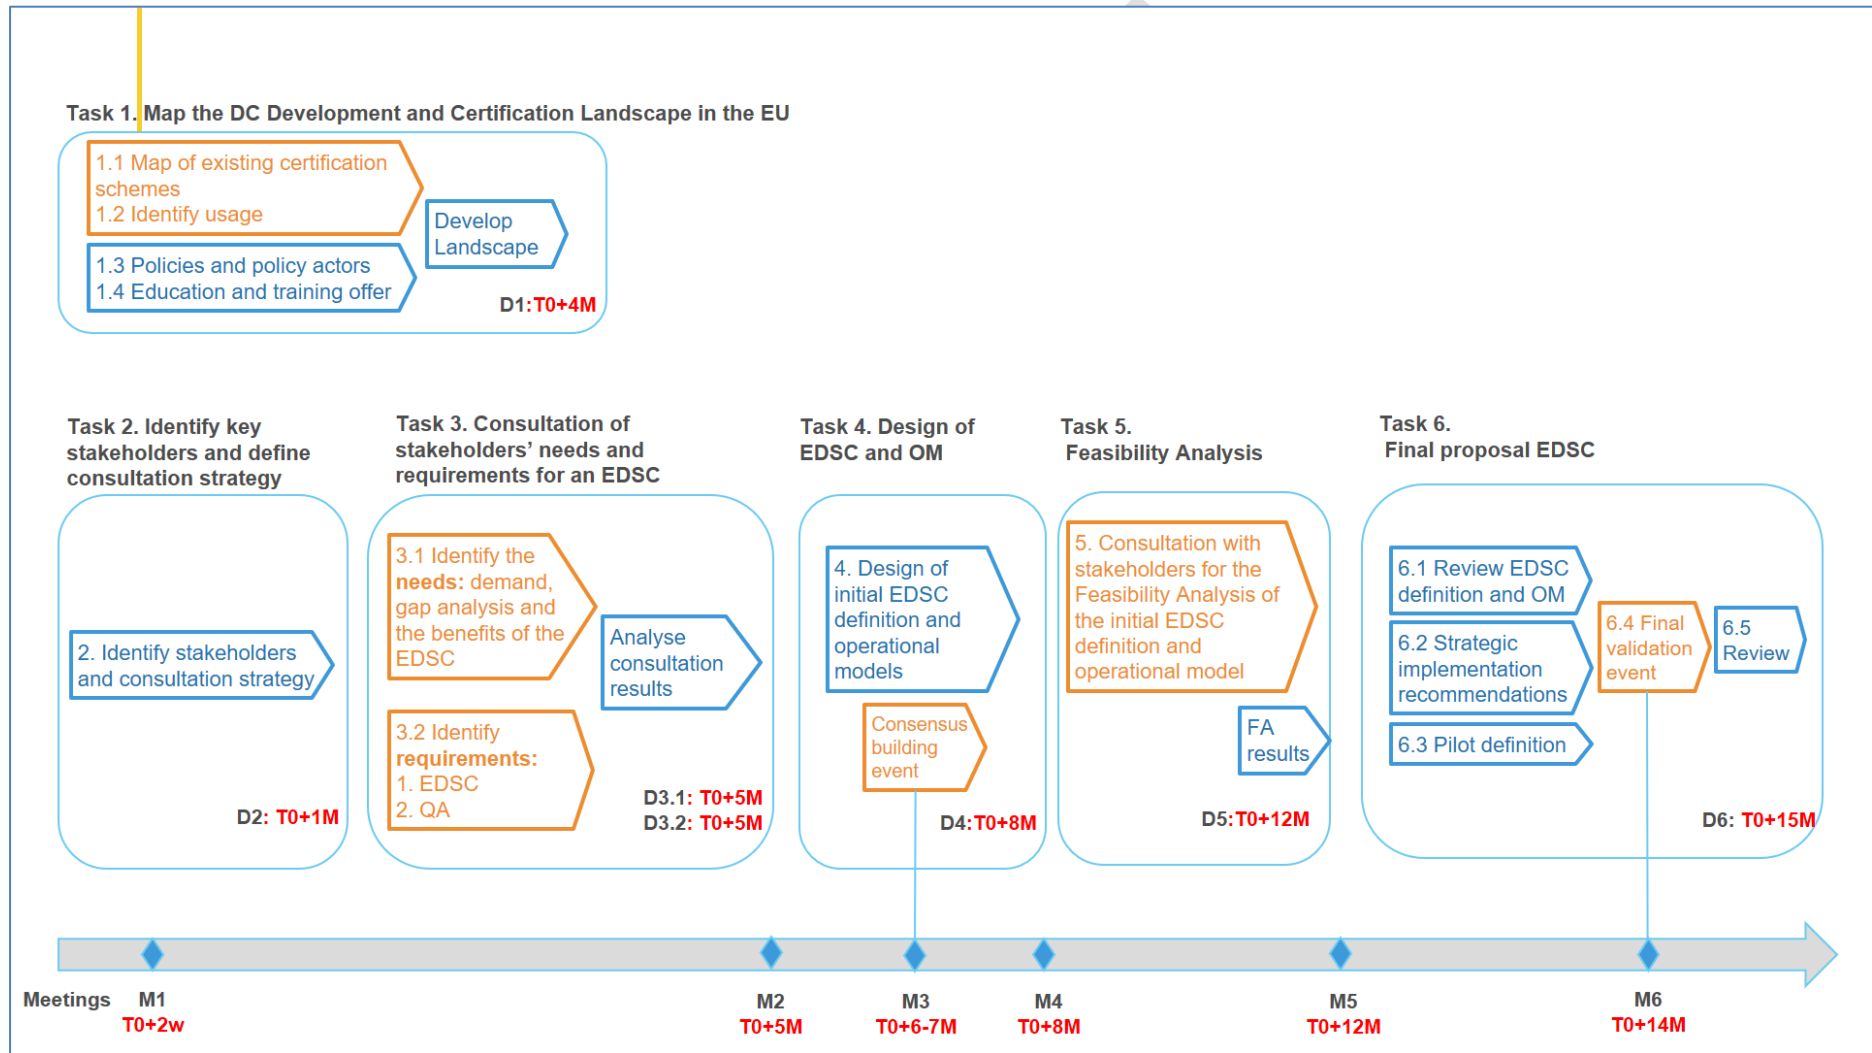 Task 1. Map the DC Development and Certification Landscape in the EU
1.1 Map of existing certification
schemes
1.2 Identify usage
1.3 Policies and policy actors
1.4 Education and training offer
Develop
Landscape
D1:T0+4M
Task 2. Identify key
stakeholders and define
consultation strategy
2. Identify stakeholders
and consultation strategy
D2: T0+1M
Task 3. Consultation of
stakeholders’ needs and
requirements for an EDSC
3.1 Identify the
needs: demand,
gap analysis and
the benefits of the
EDSC
3.2 Identify
requirements:
1. EDSC
2. QA
Analyse
consultation
results
D3.1: T0+5M
D3.2: T0+5M
Task 4. Design of
EDSC and OM
4. Design of
initial EDSC
definition and
operational
models
Consensus
building
event
D4:T0+8M
Task 5.
Feasibility Analysis
5. Consultation with
stakeholders for the
Feasibility Analysis of
the initial EDSC
definition and
operational model
FA
results
D5:T0+12M
Task 6.
Final proposal EDSC
6.1 Review EDSC
definition and OM
6.2 Strategic
implementation
recommendations
6.3 Pilot definition
6.4 Final
validation
event
6.5
Review
D6: T0+15M
Meetings
M1
T0+2w
M2
T0+5M
M3
T0+6-7M
M4
T0+8M
M5
T0+12M
M6
T0+14M